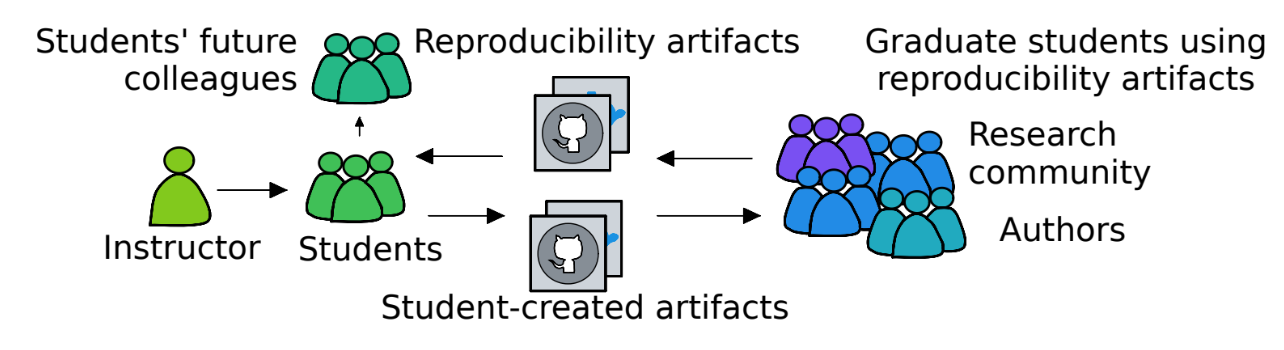 Students' future
colleagues
Reproducibility artifacts
Graduate students using
reproducibility artifacts
Research
community
Authors
Instructor
Students
Student-created artifacts